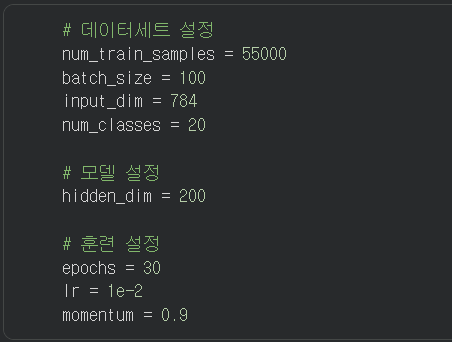 # 데이터세트 설정
num_train_samples = 55000
batch_size = 100
input_dim = 784
num_classes = 20
# 모델 설정
hidden_dim = 200
# 훈련 설정
epochs = 30
lr = 1e-2
momentum = 0.9